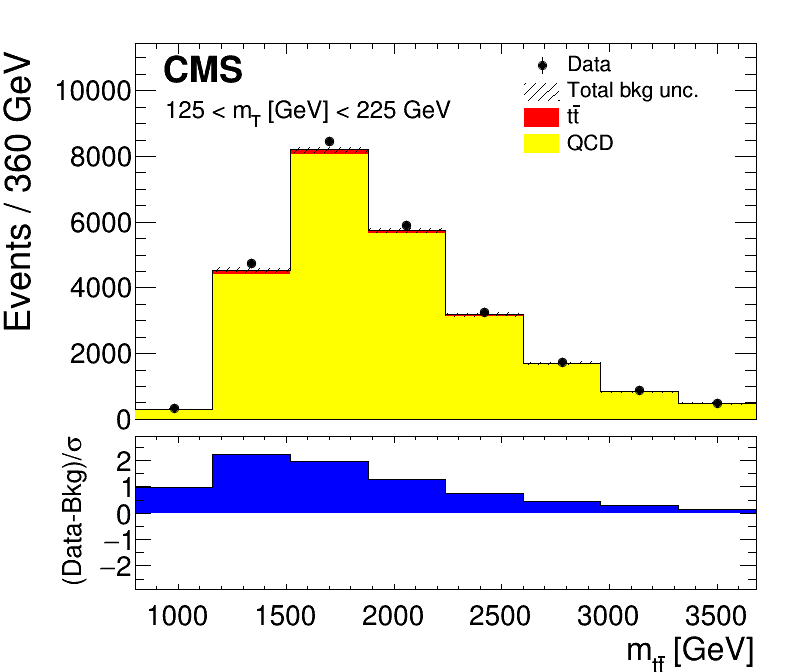 CMS
125 < m_T [GeV] < 225 GeV
Data
Total bkg unc.
tt̄
QCD
Events / 360 GeV
10000
8000
6000
4000
2000
0
(Data-Bkg)/σ
2
1
0
−1
−2
1000 1500 2000 2500 3000 3500
m_tt̄ [GeV]